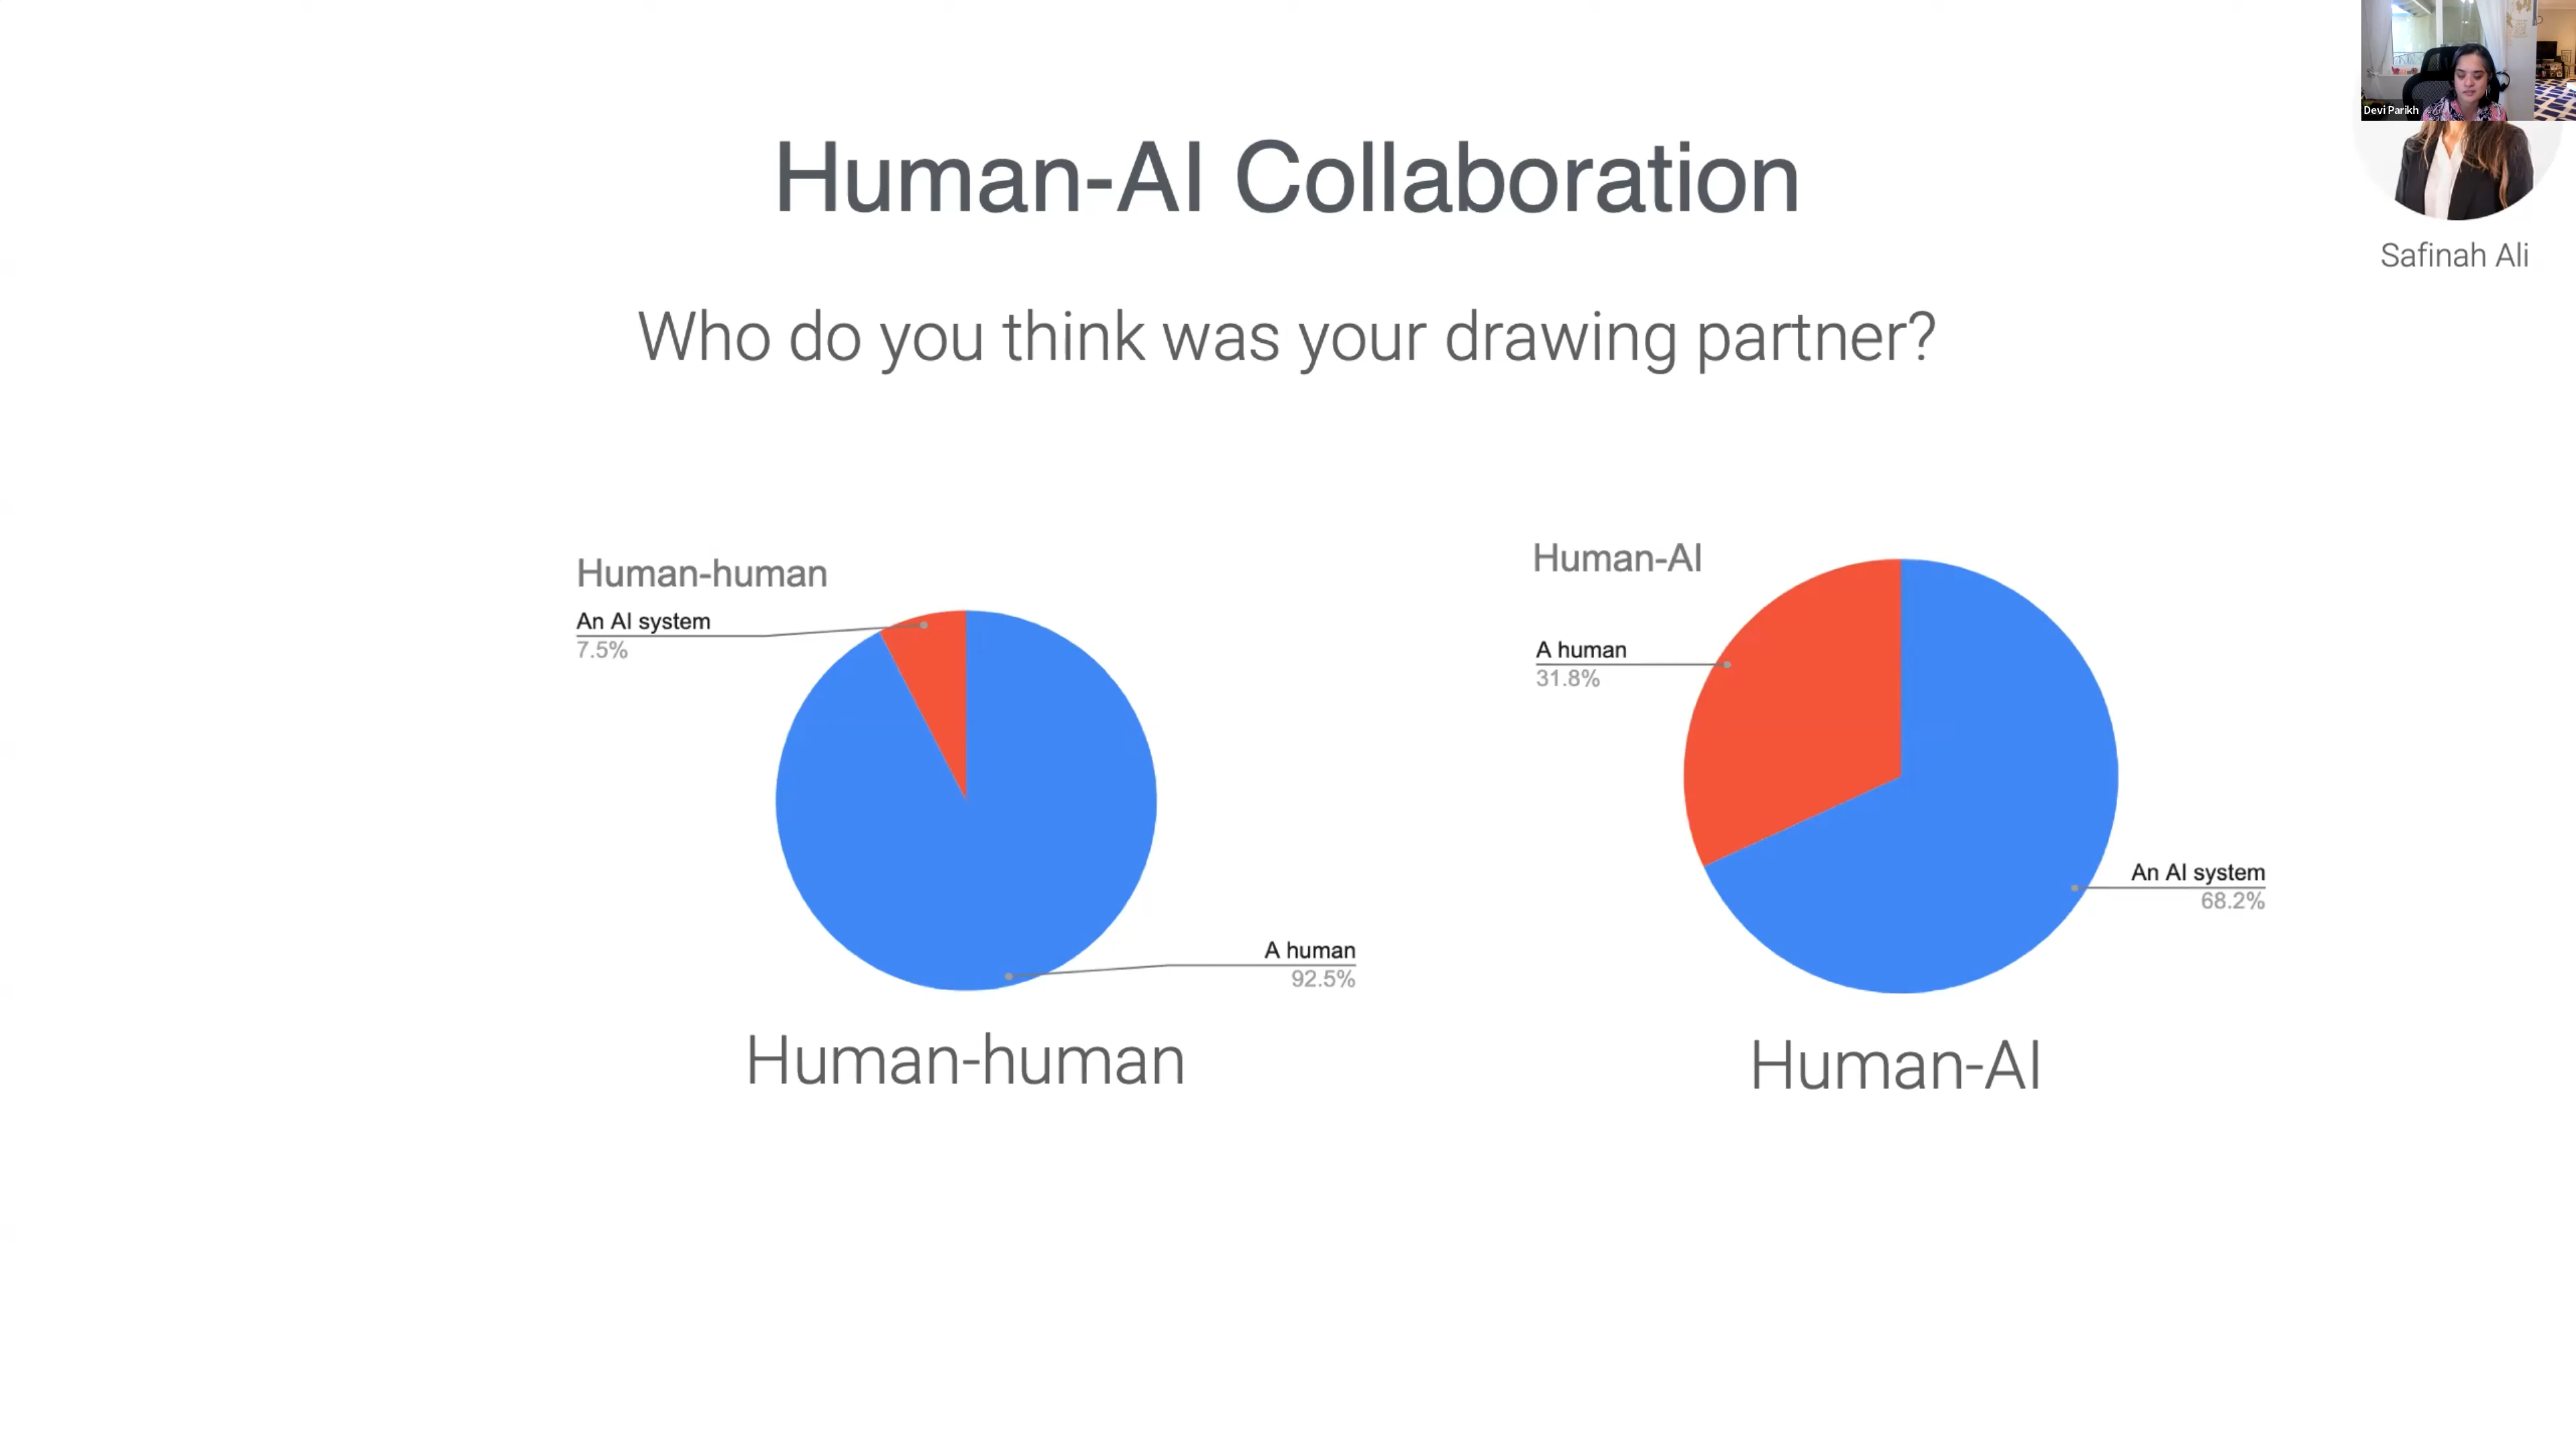 Devi Parikh
Human-AI Collaboration
Safinah Ali
Who do you think was your drawing partner?
Human-human
An AI system
7.5%
A human
92.5%
Human-human
Human-AI
A human
31.8%
An AI system
68.2%
Human-AI